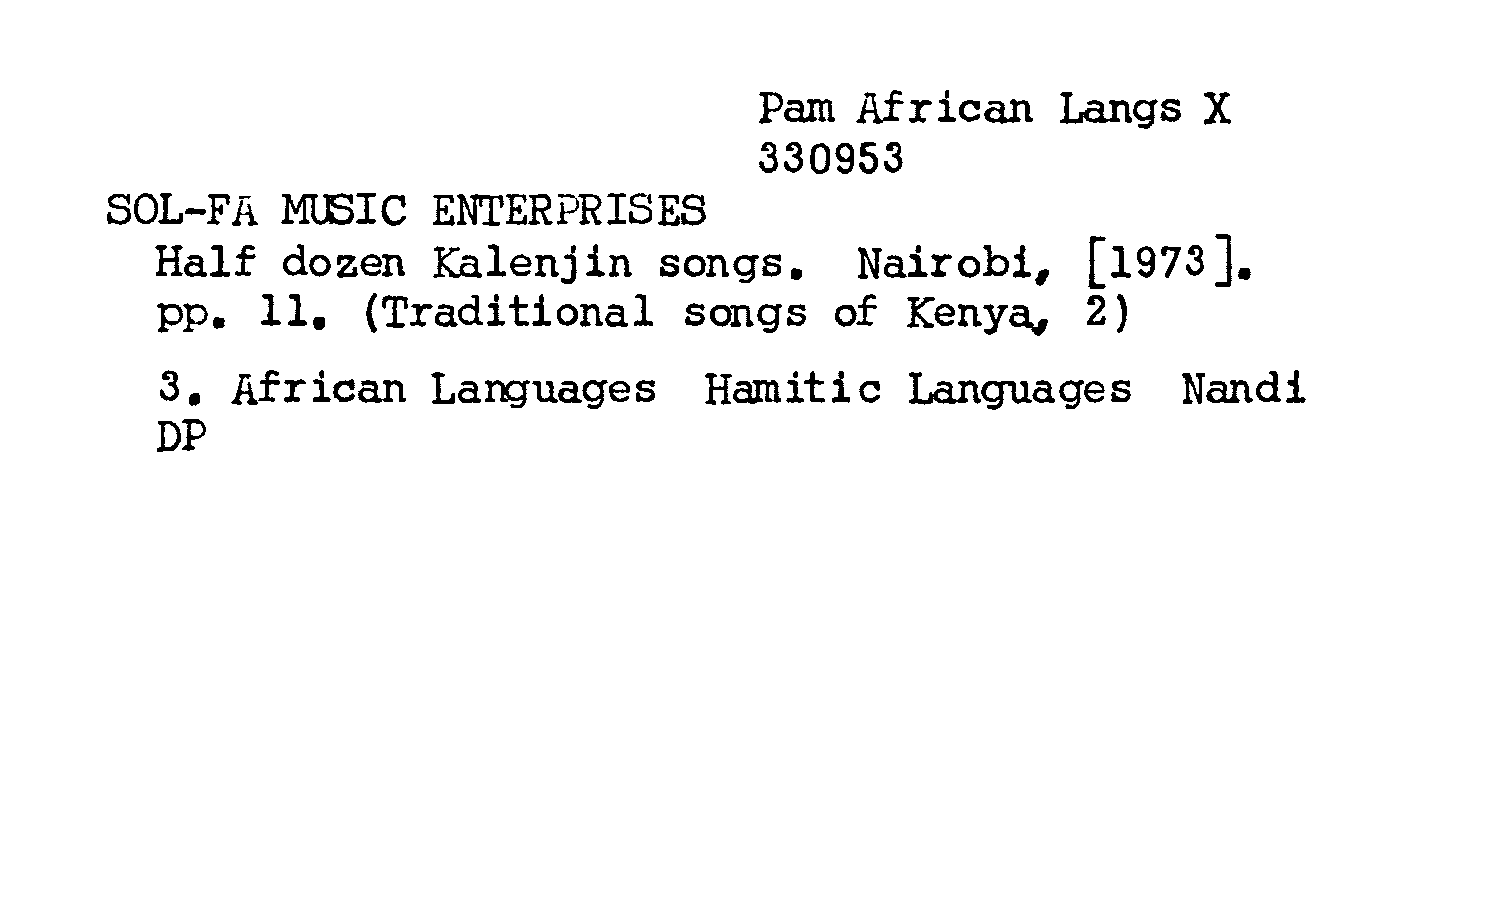 Pam African Langs X
330953
SOL-FA MUSIC ENTERPRISES
Half dozen Kalenjin songs. Nairobi, [1973].
pp. 11. (Traditional songs of Kenya, 2)
3. African Languages Hamitic Languages Nandi
DP